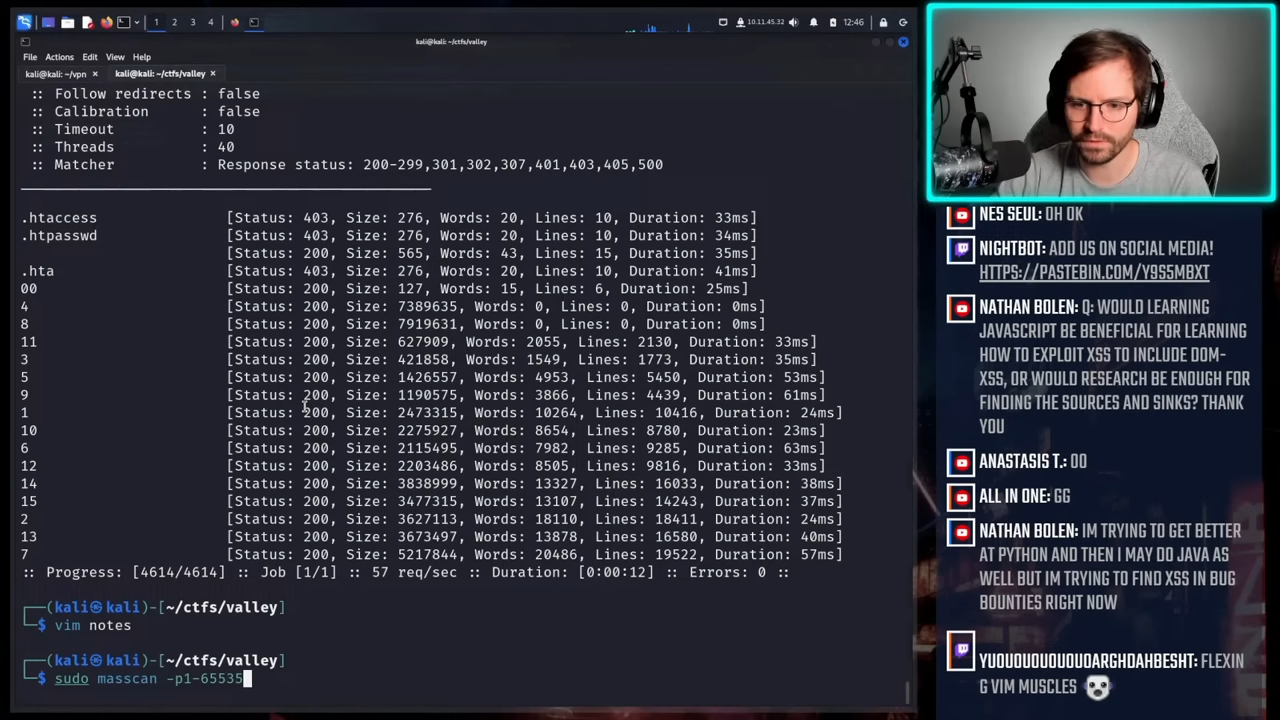 1 2 3 4
10.11.45.32
12:46
kali@kali: ~/ctfs/valley
File Actions Edit View Help
kali@kali: ~/vpn × kali@kali: ~/ctfs/valley ×
:: Follow redirects : false
:: Calibration : false
:: Timeout : 10
:: Threads : 40
:: Matcher : Response status: 200-299,301,302,307,401,403,405,500
.htaccess [Status: 403, Size: 276, Words: 20, Lines: 10, Duration: 33ms]
.htpasswd [Status: 403, Size: 276, Words: 20, Lines: 10, Duration: 34ms]
[Status: 200, Size: 565, Words: 43, Lines: 15, Duration: 35ms]
.hta [Status: 403, Size: 276, Words: 20, Lines: 10, Duration: 41ms]
00 [Status: 200, Size: 127, Words: 15, Lines: 6, Duration: 25ms]
4 [Status: 200, Size: 7389635, Words: 0, Lines: 0, Duration: 0ms]
8 [Status: 200, Size: 7919631, Words: 0, Lines: 0, Duration: 0ms]
11 [Status: 200, Size: 627909, Words: 2055, Lines: 2130, Duration: 33ms]
3 [Status: 200, Size: 421858, Words: 1549, Lines: 1773, Duration: 35ms]
5 [Status: 200, Size: 1426557, Words: 4953, Lines: 5450, Duration: 53ms]
9 [Status: 200, Size: 1190575, Words: 3866, Lines: 4439, Duration: 61ms]
1 [Status: 200, Size: 2473315, Words: 10264, Lines: 10416, Duration: 24ms]
10 [Status: 200, Size: 2275927, Words: 8654, Lines: 8780, Duration: 23ms]
6 [Status: 200, Size: 2115495, Words: 7982, Lines: 9285, Duration: 63ms]
12 [Status: 200, Size: 2203486, Words: 8505, Lines: 9816, Duration: 33ms]
14 [Status: 200, Size: 3838999, Words: 13327, Lines: 16033, Duration: 38ms]
15 [Status: 200, Size: 3477315, Words: 13107, Lines: 14243, Duration: 37ms]
2 [Status: 200, Size: 3627113, Words: 18110, Lines: 18411, Duration: 24ms]
13 [Status: 200, Size: 3673497, Words: 13878, Lines: 16580, Duration: 40ms]
7 [Status: 200, Size: 5217844, Words: 20486, Lines: 19522, Duration: 57ms]
:: Progress: [4614/4614] :: Job [1/1] :: 57 req/sec :: Duration: [0:00:12] :: Errors: 0 ::
┌──(kali㉿kali)-[~/ctfs/valley]
└─$ vim notes
┌──(kali㉿kali)-[~/ctfs/valley]
└─$ sudo masscan -p1-65535
NES SEUL: OH OK
NIGHTBOT: ADD US ON SOCIAL MEDIA!
HTTPS://PASTEBIN.COM/Y9S5MBXT
NATHAN BOLEN: Q: WOULD LEARNING
JAVASCRIPT BE BENEFICIAL FOR LEARNING
HOW TO EXPLOIT XSS TO INCLUDE DOM-
XSS, OR WOULD RESEARCH BE ENOUGH FOR
FINDING THE SOURCES AND SINKS? THANK
YOU
ANASTASIS T.: OO
ALL IN ONE: GG
NATHAN BOLEN: IM TRYING TO GET BETTER
AT PYTHON AND THEN I MAY DO JAVA AS
WELL BUT IM TRYING TO FIND XSS IN BUG
BOUNTIES RIGHT NOW
YUOUOUOUOUOUOARGHDAHBESHT: FLEXIN
G VIM MUSCLES